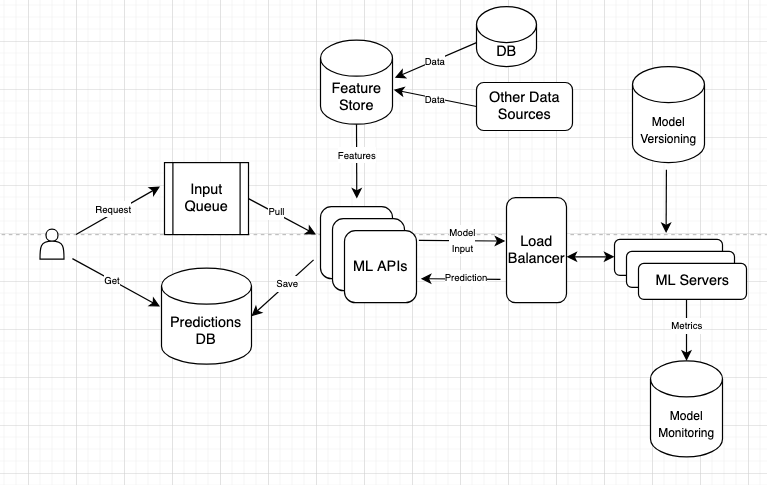 DB
Data
Feature
Store
Data
Other Data
Sources
Model
Versioning
Features
Request
Input
Queue
Pull
ML APIs
Model
Input
Prediction
Load
Balancer
ML Servers
Get
Save
Predictions
DB
Metrics
Model
Monitoring